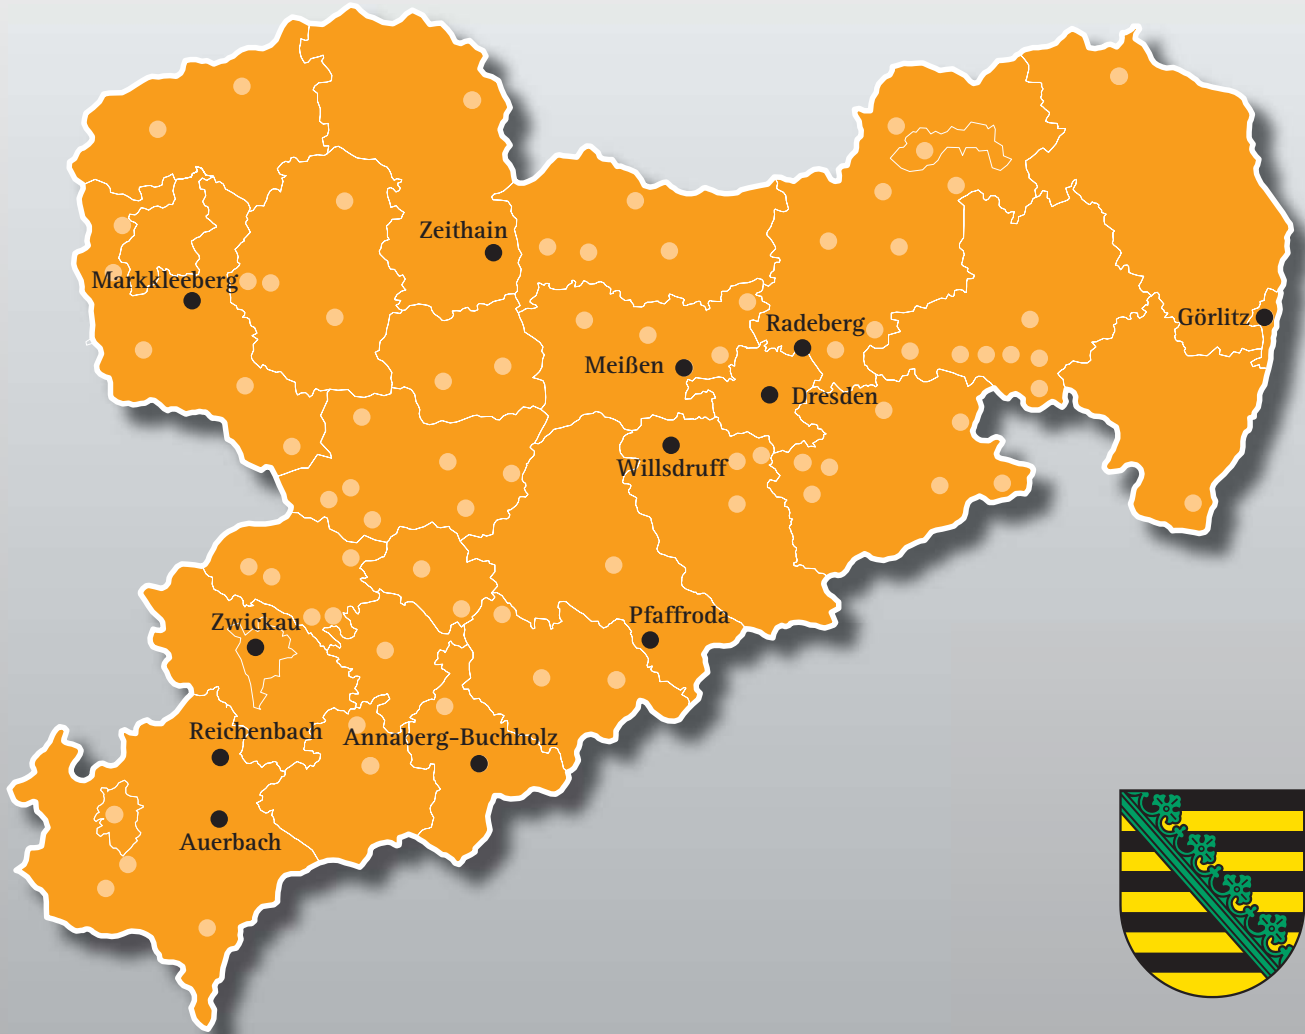 Zeithain
Markkleeberg
Görlitz
Radeberg
Meißen
Dresden
Willsdruff
Pfaffroda
Zwickau
Reichenbach
Annaberg-Buchholz
Auerbach